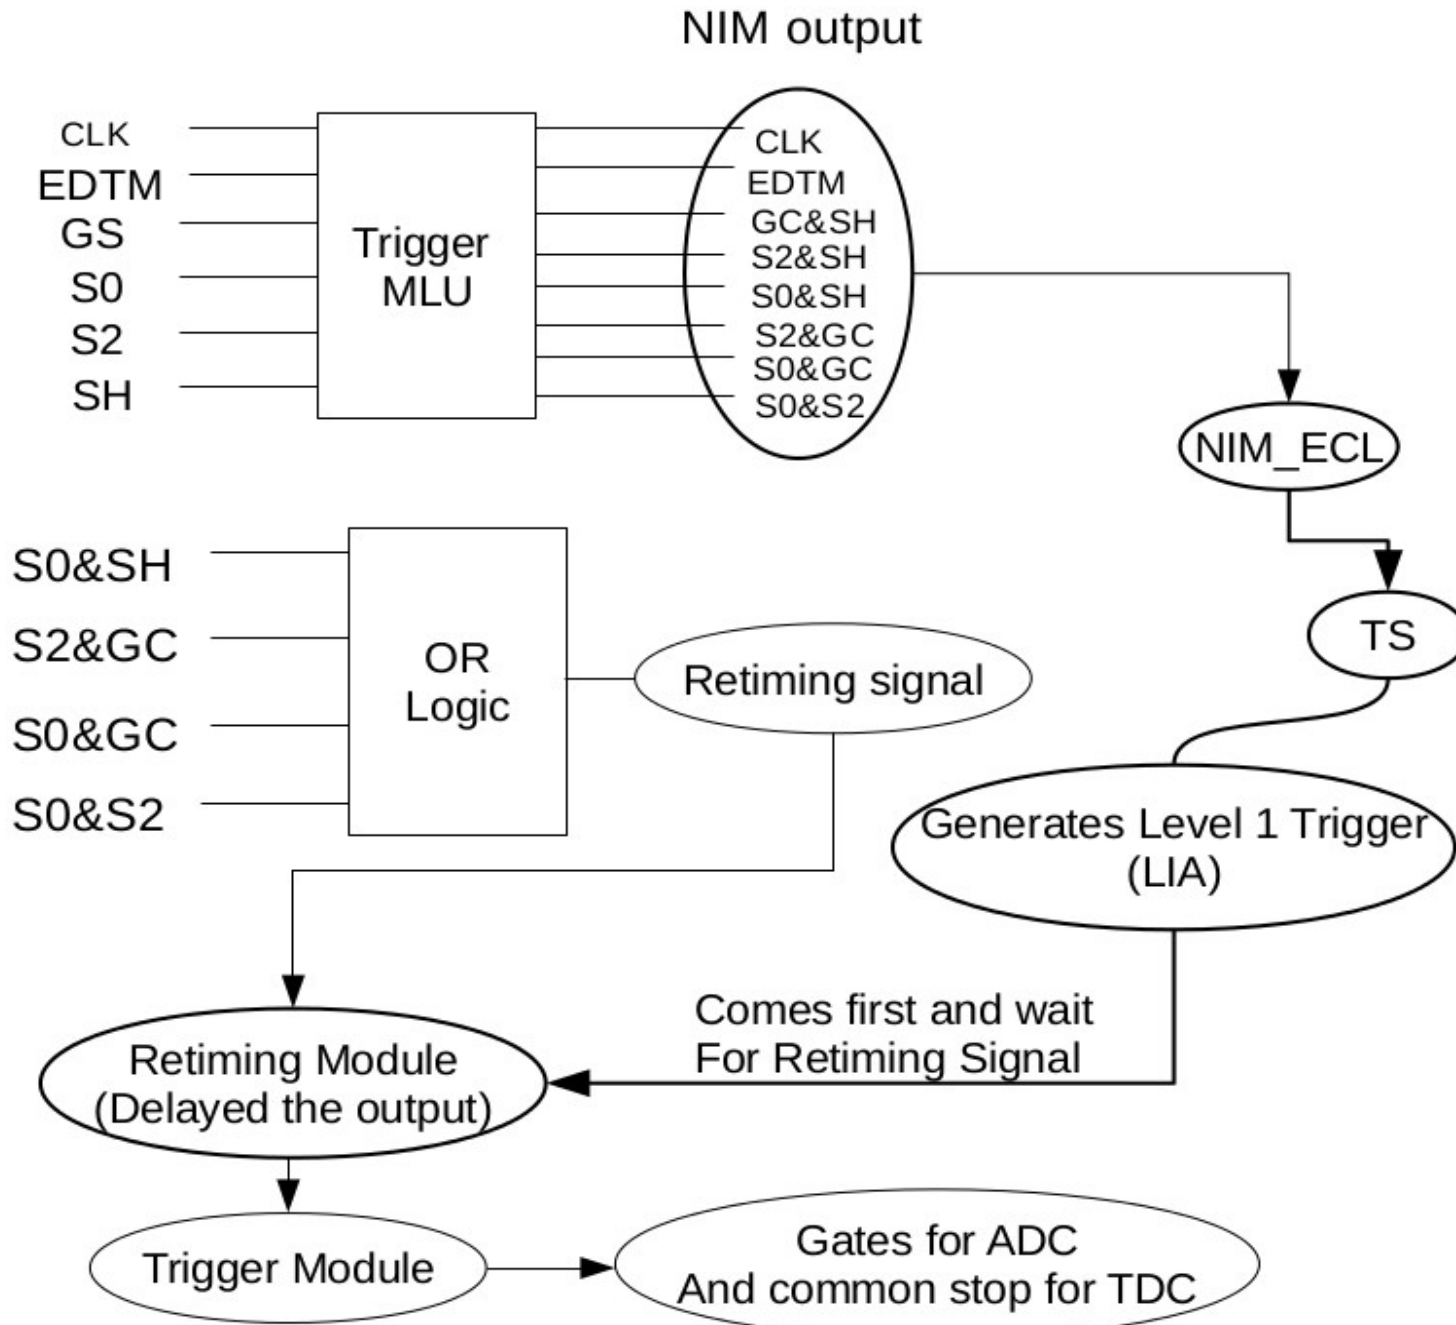 NIM output
CLK
EDTM
GS
S0
S2
SH
Trigger
MLU
CLK
EDTM
GC&SH
S2&SH
S0&SH
S2&GC
S0&GC
S0&S2
NIM_ECL
TS
S0&SH
S2&GC
S0&GC
S0&S2
OR
Logic
Retiming signal
Generates Level 1 Trigger
(LIA)
Comes first and wait
For Retiming Signal
Retiming Module
(Delayed the output)
Trigger Module
Gates for ADC
And common stop for TDC